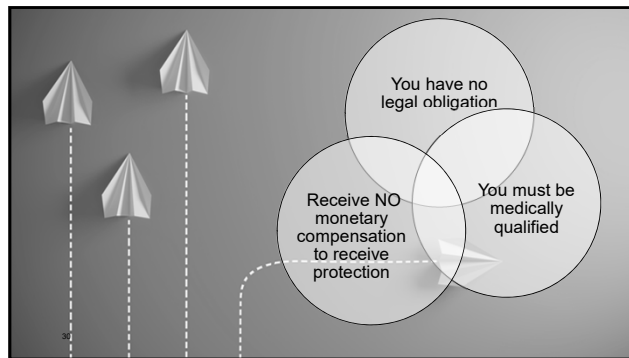 You have no
legal obligation
You must be
medically
qualified
Receive NO
monetary
compensation
to receive
protection
30